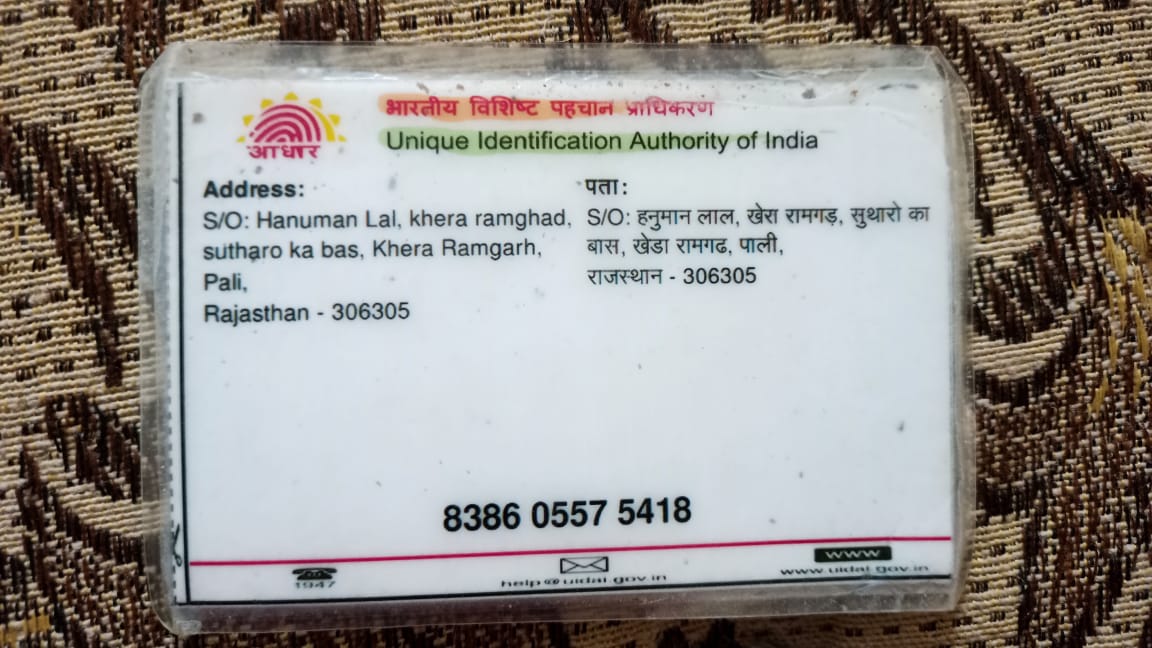 भारतीय विशिष्ट पहचान प्राधिकरण
Unique Identification Authority of India
आधार
Address:
S/O: Hanuman Lal, khera ramghad,
sutharo ka bas, Khera Ramgarh,
Pali,
Rajasthan - 306305
पता:
S/O: हनुमान लाल, खेरा रामगड़, सुथारो का
बास, खेडा रामगढ, पाली,
राजस्थान - 306305
8386 0557 5418
1947
help@uidai.gov.in
www
www.uidai.gov.in